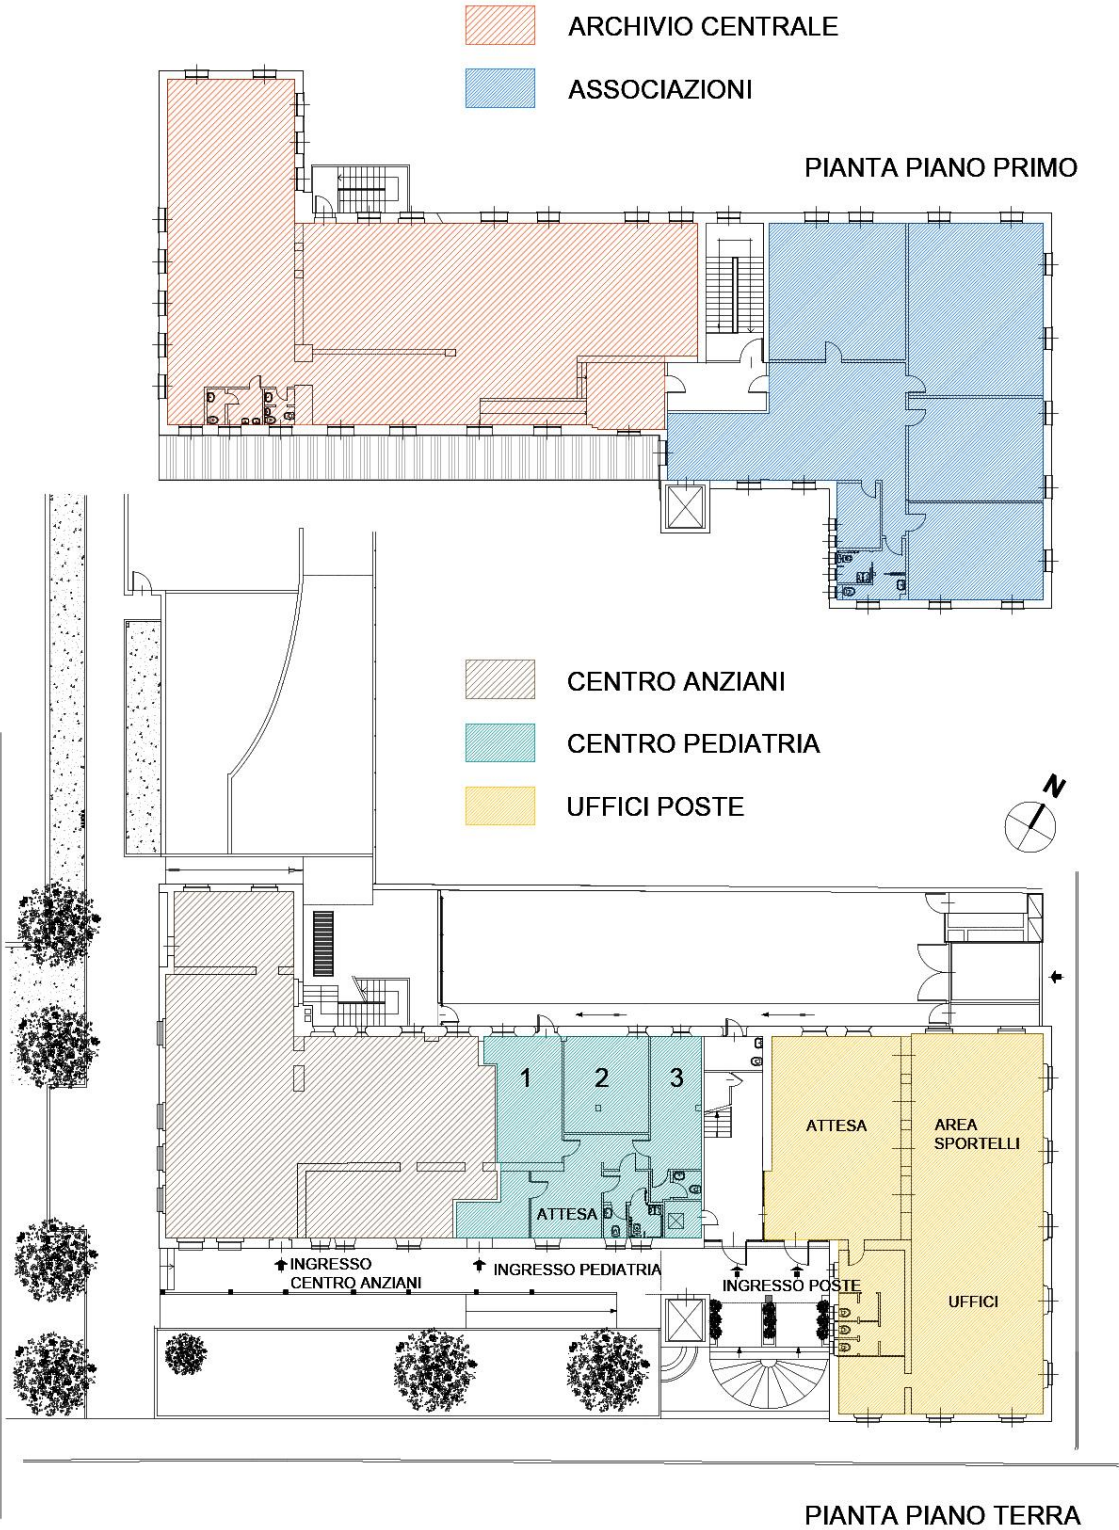 ARCHIVIO CENTRALE
ASSOCIAZIONI
PIANTA PIANO PRIMO
CENTRO ANZIANI
CENTRO PEDIATRIA
UFFICI POSTE
N
1
2
3
ATTESA
AREA
SPORTELLI
ATTESA
INGRESSO
CENTRO ANZIANI
INGRESSO PEDIATRIA
INGRESSO POSTE
UFFICI
PIANTA PIANO TERRA